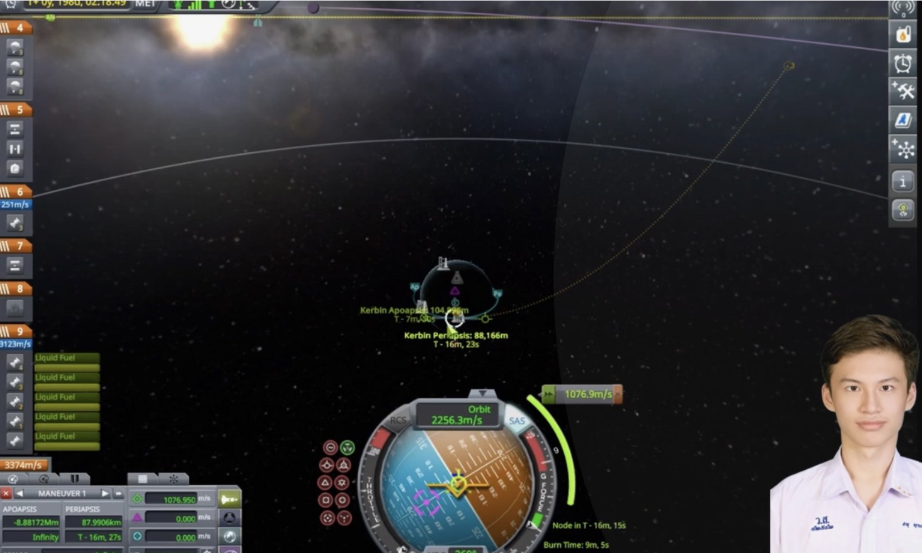 MET
4
5
6
251m/s
7
8
9
3123m/s
Liquid Fuel
Liquid Fuel
Liquid Fuel
Liquid Fuel
Liquid Fuel
3374m/s
Kerbin Periapsis: 88,166m
T - 16m, 23s
1076.9m/s
Orbit
2256.3m/s
RCS
SAS
Node in T - 16m, 15s
Burn Time: 9m, 5s
MANEUVER 1
APOAPSIS
PERIAPSIS
-8.88172Mm
87.9906km
Infinity
T - 16m, 27s
1076.950 m/s
0.000 m/s
0.000 m/s
ว.ส.